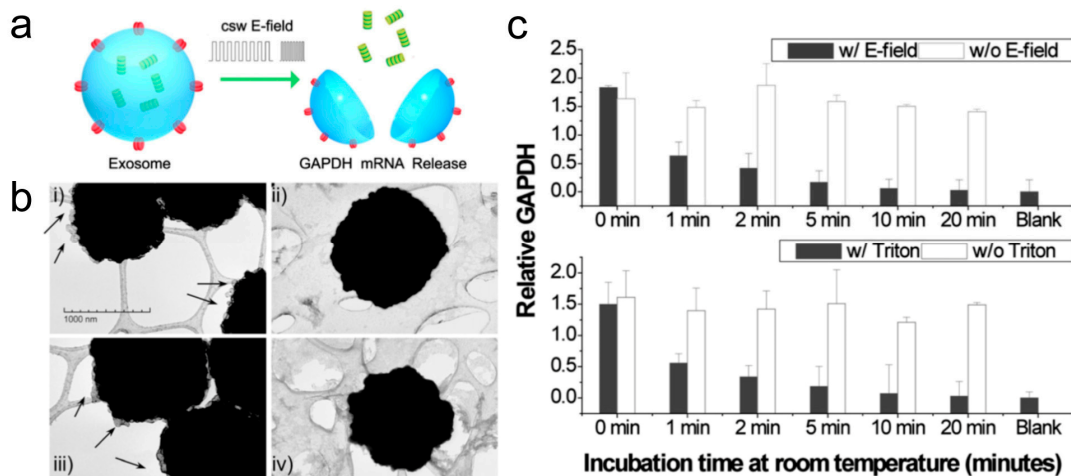 a
csw E-field
Exosome
GAPDH mRNA Release
b
i)
1000 nm
ii)
iii)
iv)
c
Relative GAPDH
w/ E-field w/o E-field
2.5
2.0
1.5
1.0
0.5
0.0
0 min 1 min 2 min 5 min 10 min 20 min Blank
w/ Triton w/o Triton
1.5
1.0
0.5
0.0
0 min 1 min 2 min 5 min 10 min 20 min Blank
Incubation time at room temperature (minutes)